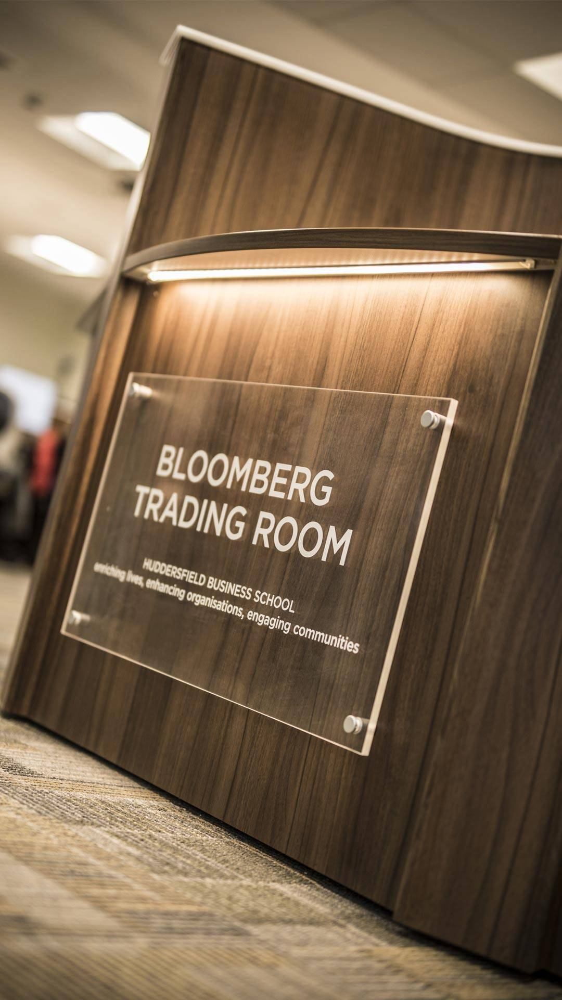 BLOOMBERG
TRADING ROOM
HUDDERSFIELD BUSINESS SCHOOL
enriching lives, enhancing organisations, engaging communities